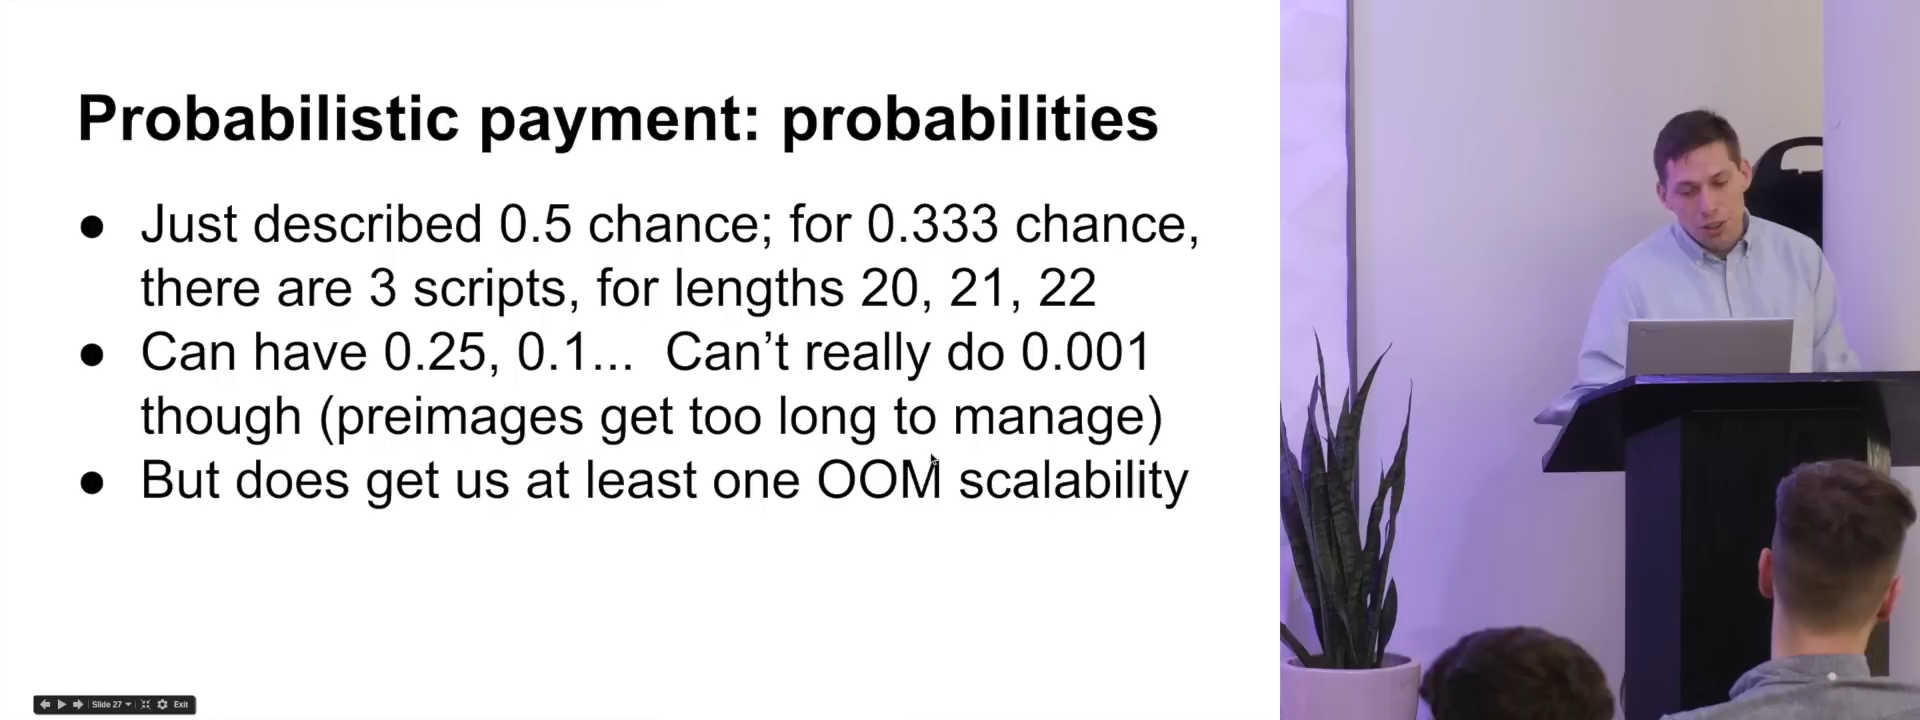 Probabilistic payment: probabilities
● Just described 0.5 chance; for 0.333 chance,
there are 3 scripts, for lengths 20, 21, 22
● Can have 0.25, 0.1... Can’t really do 0.001
though (preimages get too long to manage)
● But does get us at least one OOM scalability
Slide 27
Exit